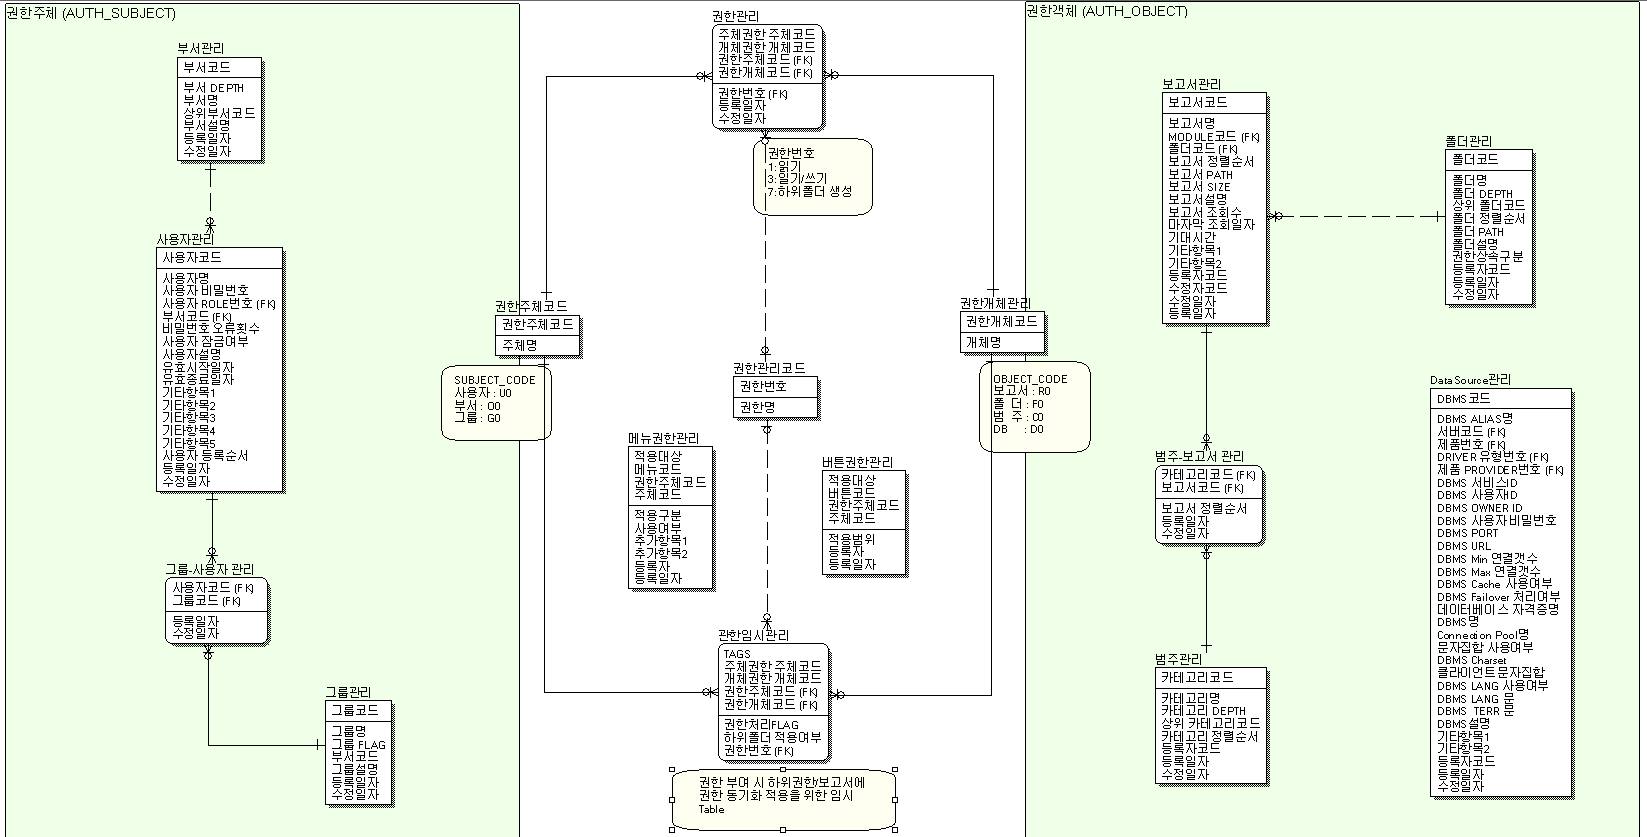 권한주체 (AUTH_SUBJECT)
부서관리
부서코드
부서 DEPTH
부서명
상위부서코드
부서설명
등록일자
수정일자
사용자관리
사용자코드
사용자명
사용자 비밀번호
사용자 ROLE번호 (FK)
부서코드 (FK)
비밀번호 오류횟수
사용자 잠금여부
사용자설명
유효시작일자
유효종료일자
기타항목1
기타항목2
기타항목3
기타항목4
기타항목5
사용자 등록순서
등록일자
수정일자
그룹-사용자 관리
사용자코드 (FK)
그룹코드 (FK)
등록일자
수정일자
그룹관리
그룹코드
그룹명
그룹 FLAG
부서코드
그룹설명
등록일자
수정일자
권한관리
주체권한 주체코드
개체권한 개체코드
권한주체코드 (FK)
권한개체코드 (FK)
권한번호 (FK)
등록일자
수정일자
권한번호
1:읽기
3:읽기/쓰기
7:하위폴더 생성
권한주체코드
권한주체코드
주체명
SUBJECT_CODE
사용자 : U0
부서 : O0
그룹 : G0
권한관리코드
권한번호
권한명
권한개체관리
권한개체코드
개체명
OBJECT_CODE
보고서 : R0
폴 더 : F0
범 주 : C0
DB : D0
메뉴권한관리
적용대상
메뉴코드
권한주체코드
주체코드
적용구분
사용여부
추가항목1
추가항목2
등록자
등록일자
버튼권한관리
적용대상
버튼코드
권한주체코드
주체코드
적용범위
등록자
등록일자
관한임시관리
TAGS
주체권한 주체코드
개체권한 개체코드
권한주체코드 (FK)
권한개체코드 (FK)
권한처리FLAG
하위폴더 적용여부
권한번호 (FK)
권한 부여 시 하위권한/보고서에
권한 동기화 적용을 위한 임시
Table
권한객체 (AUTH_OBJECT)
보고서관리
보고서코드
보고서명
MODULE코드 (FK)
폴더코드 (FK)
보고서 정렬순서
보고서 PATH
보고서 SIZE
보고서설명
보고서 조회수
마자막 조회일자
기대시간
기타항목1
기타항목2
등록자코드
수정자코드
수정일자
등록일자
폴더관리
폴더코드
폴더명
폴더 DEPTH
상위 폴더코드
폴더 정렬순서
폴더 PATH
폴더설명
권한상속구분
등록자코드
등록일자
수정일자
범주-보고서 관리
카테고리코드 (FK)
보고서코드 (FK)
보고서 정렬순서
등록일자
수정일자
범주관리
카테고리코드
카테고리명
카테고리 DEPTH
상위 카테고리코드
카테고리 정렬순서
등록자코드
등록일자
수정일자
DataSource관리
DBMS코드
DBMS ALIAS명
서버코드 (FK)
제품번호 (FK)
DRIVER 유형번호 (FK)
제품 PROVIDER번호 (FK)
DBMS 서비스ID
DBMS 사용자ID
DBMS OWNER ID
DBMS 사용자비밀번호
DBMS PORT
DBMS URL
DBMS Min 연결갯수
DBMS Max 연결갯수
DBMS Cache 사용여부
DBMS Failover 처리여부
데이터베이스 자격증명
DBMS명
Connection Pool명
문자집합 사용여부
DBMS Charset
클라이언트문자집합
DBMS LANG 사용여부
DBMS LANG 문
DBMS TERR 문
DBMS설명
기타항목1
기타항목2
등록자코드
등록일자
수정일자